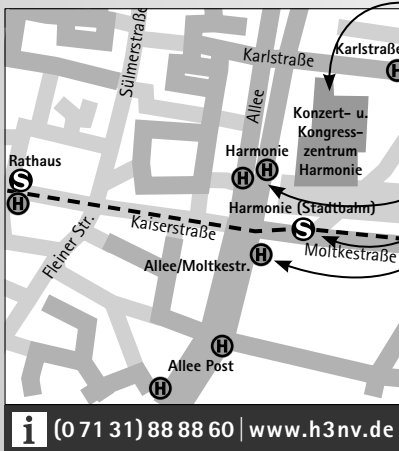 Sülmerstraße
Karlstraße
Karlstraße
H
Allee
Konzert- u.
Kongress-
zentrum
Harmonie
Harmonie
H H
Rathaus
S
H
Harmonie (Stadtbahn)
S
Kaiserstraße
Fleiner Str.
Moltkestraße
Allee/Moltkestr.
H
H
Allee Post
H
i (0 71 31) 88 88 60 | www.h3nv.de